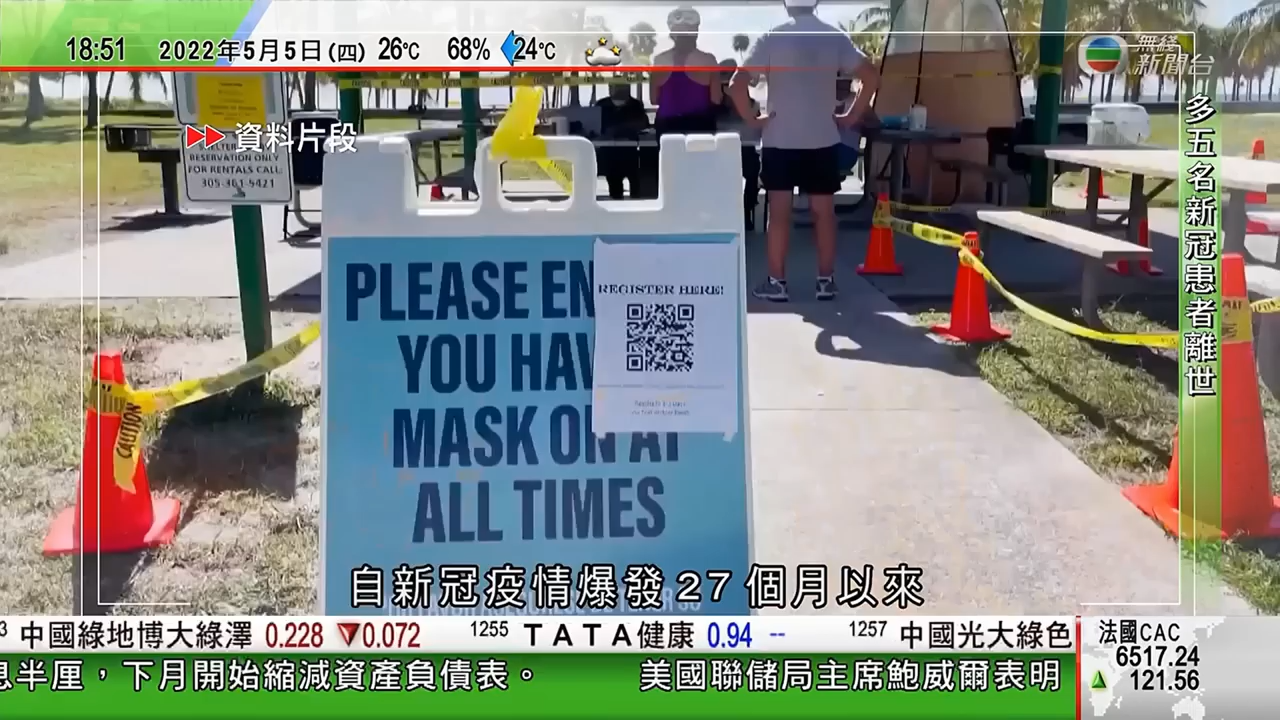 18:51 2022年5月5日(四) 26℃ 68% 24℃
無綫
新聞台
資料片段
RESERVATION ONLY
FOR RENTALS CALL:
305-361-5421
多五名新冠患者離世
PLEASE EN
YOU HAV
MASK ON AT
ALL TIMES
REGISTER HERE!
CAUTION
自新冠疫情爆發27個月以來
3 中國綠地博大綠澤 0.228 ▼0.072 1255 TATA健康 0.94 -- 1257 中國光大綠色
法國CAC
6517.24
▲ 121.56
息半厘，下月開始縮減資產負債表。 美國聯儲局主席鮑威爾表明